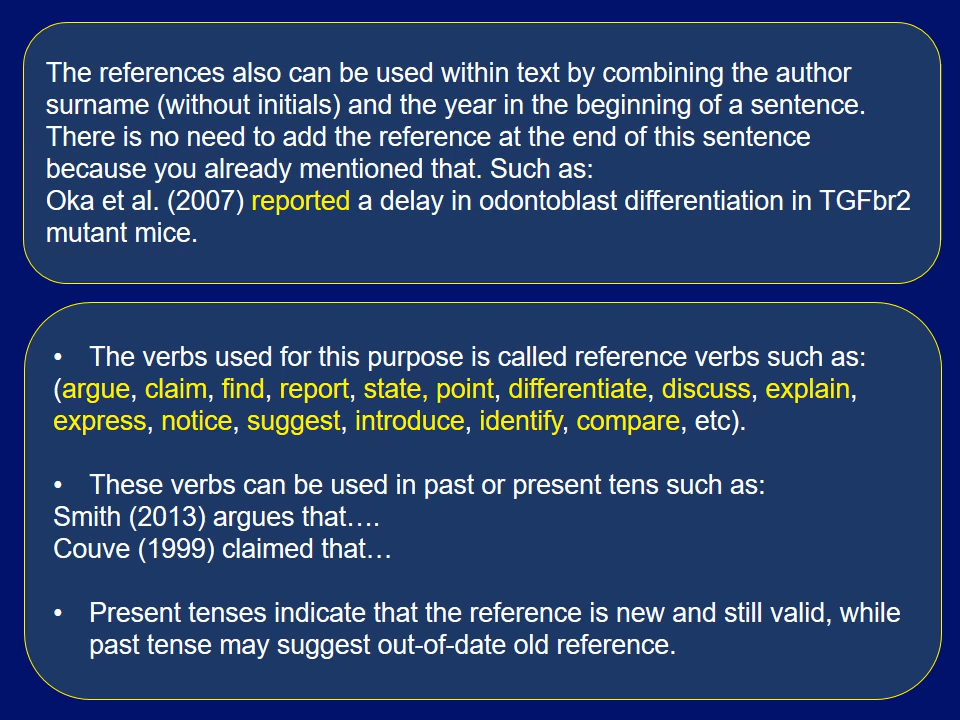 The references also can be used within text by combining the author
surname (without initials) and the year in the beginning of a sentence.
There is no need to add the reference at the end of this sentence
because you already mentioned that. Such as:
Oka et al. (2007) reported a delay in odontoblast differentiation in TGFbr2
mutant mice.
• The verbs used for this purpose is called reference verbs such as:
(argue, claim, find, report, state, point, differentiate, discuss, explain,
express, notice, suggest, introduce, identify, compare, etc).
• These verbs can be used in past or present tens such as:
Smith (2013) argues that….
Couve (1999) claimed that…
• Present tenses indicate that the reference is new and still valid, while
past tense may suggest out-of-date old reference.